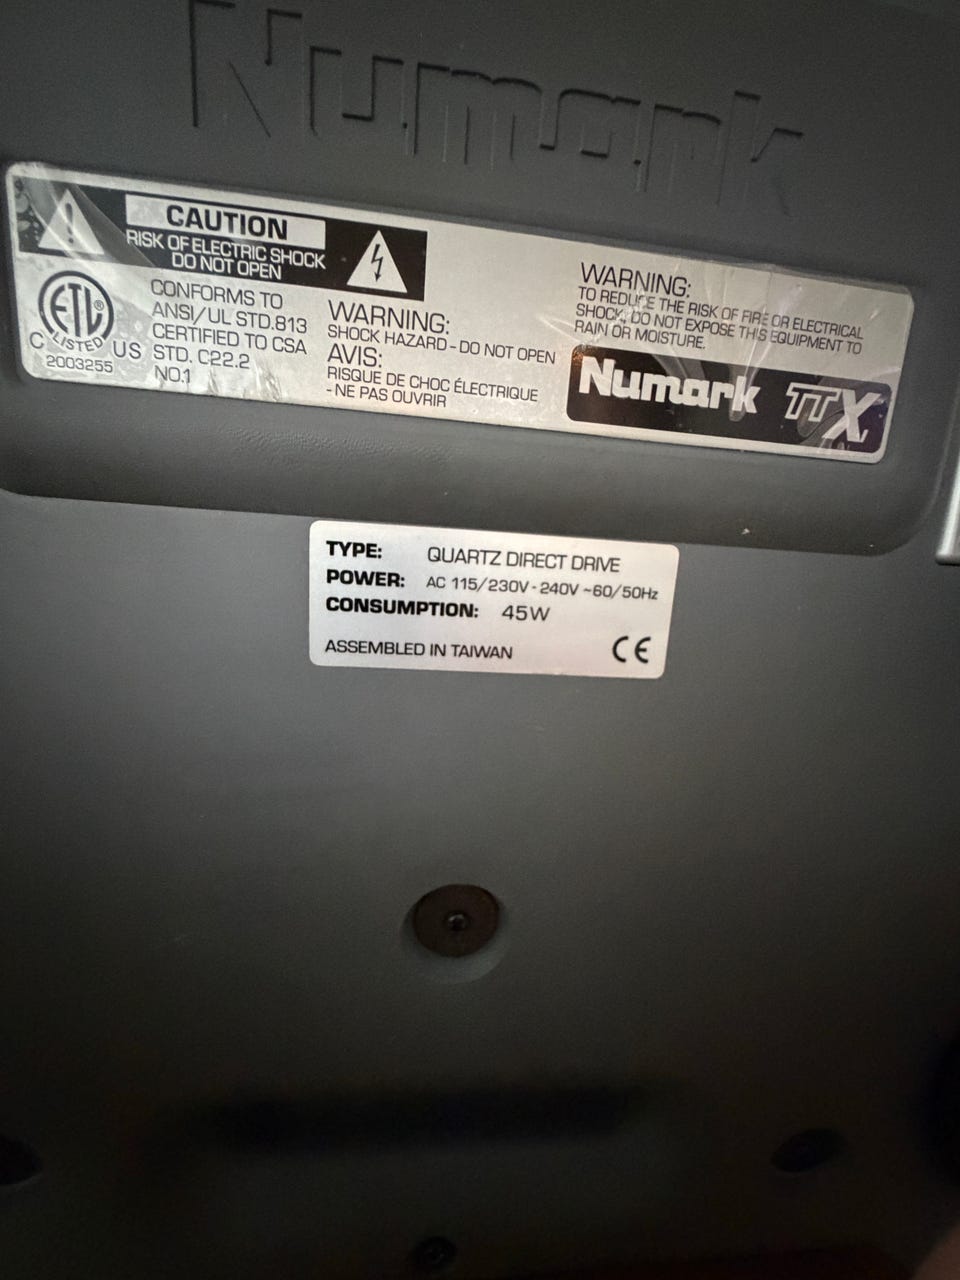 Numark
CAUTION
RISK OF ELECTRIC SHOCK
DO NOT OPEN
ETL®
LISTED
C US
2003255
CONFORMS TO
ANSI/UL STD.813
CERTIFIED TO CSA
STD. C22.2
NO.1
WARNING:
SHOCK HAZARD - DO NOT OPEN
AVIS:
RISQUE DE CHOC ÉLECTRIQUE
- NE PAS OUVRIR
WARNING:
TO REDUCE THE RISK OF FIRE OR ELECTRICAL
SHOCK, DO NOT EXPOSE THIS EQUIPMENT TO
RAIN OR MOISTURE.
Numark TTX
TYPE: QUARTZ DIRECT DRIVE
POWER: AC 115/230V - 240V ~60/50Hz
CONSUMPTION: 45W
ASSEMBLED IN TAIWAN CE